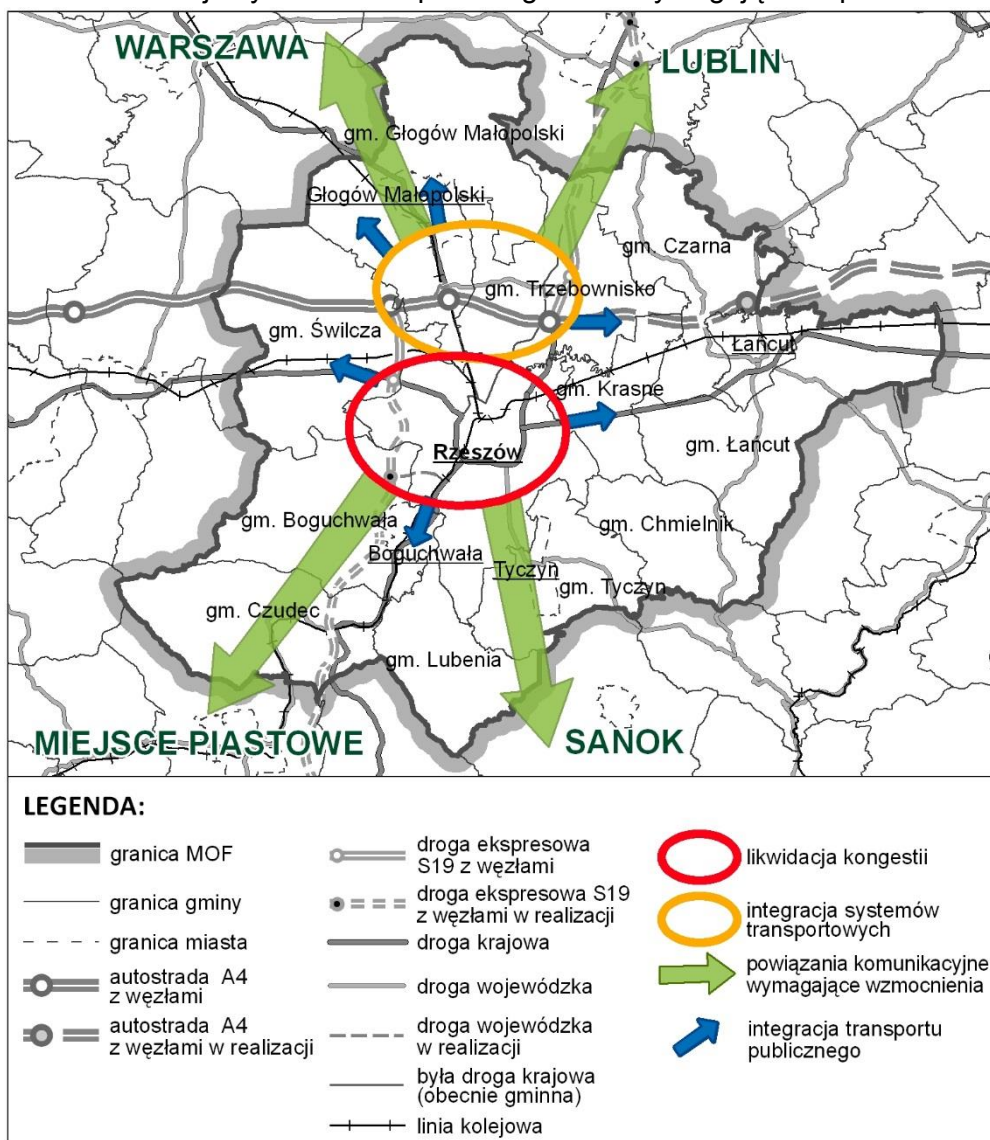 WARSZAWA
LUBLIN
gm. Głogów Małopolski
Głogów Małopolski
gm. Czarna
gm. Trzebownisko
gm. Świlcza
Łańcut
gm. Krasne
Rzeszów
gm. Łańcut
gm. Boguchwała
gm. Chmielnik
Boguchwała
Tyczyn
gm. Tyczyn
gm. Czudec
gm. Lubenia
MIEJSCE PIASTOWE
SANOK
LEGENDA:
granica MOF
granica gminy
granica miasta
autostrada A4
z węzłami
autostrada A4
z węzłami w realizacji
droga ekspresowa
S19 z węzłami
droga ekspresowa S19
z węzłami w realizacji
droga krajowa
droga wojewódzka
droga wojewódzka
w realizacji
była droga krajowa
(obecnie gminna)
linia kolejowa
likwidacja kongestii
integracja systemów
transportowych
powiązania komunikacyjne
wymagające wzmocnienia
integracja transportu
publicznego